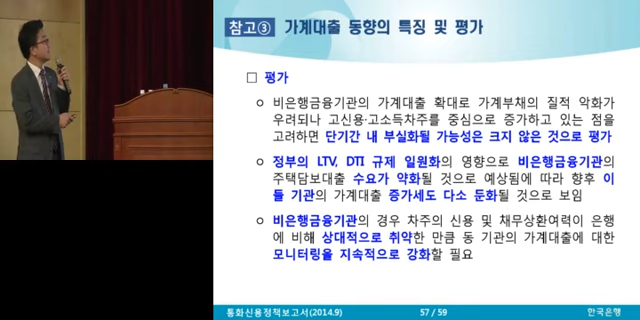 참고③ 가계대출 동향의 특징 및 평가
□ 평가
○ 비은행금융기관의 가계대출 확대로 가계부채의 질적 악화가
우려되나 고신용·고소득차주를 중심으로 증가하고 있는 점을
고려하면 단기간 내 부실화될 가능성은 크지 않은 것으로 평가
○ 정부의 LTV, DTI 규제 일원화의 영향으로 비은행금융기관의
주택담보대출 수요가 약화될 것으로 예상됨에 따라 향후 이
들 기관의 가계대출 증가세도 다소 둔화될 것으로 보임
○ 비은행금융기관의 경우 차주의 신용 및 채무상환여력이 은행
에 비해 상대적으로 취약한 만큼 동 기관의 가계대출에 대한
모니터링을 지속적으로 강화할 필요
통화신용정책보고서(2014.9) 57 / 59 한국은행